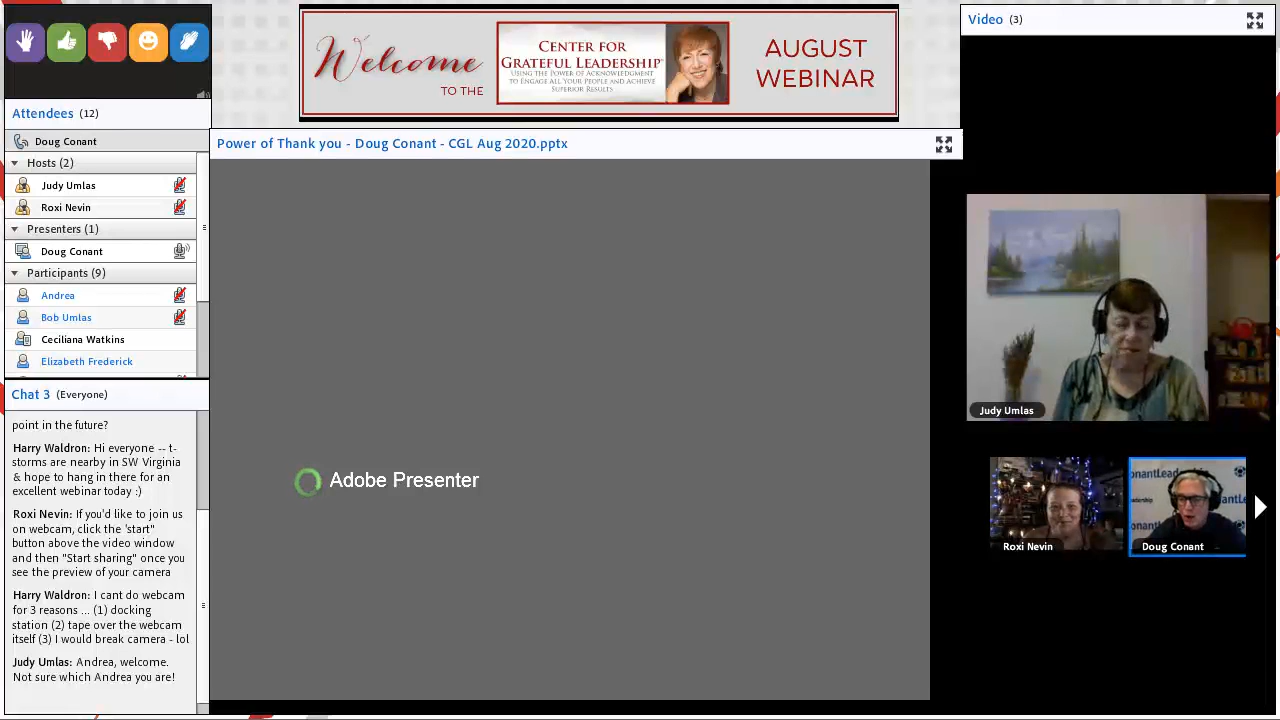 Attendees (12)
Doug Conant
Hosts (2)
Judy Umlas
Roxi Nevin
Presenters (1)
Doug Conant
Participants (9)
Andrea
Bob Umlas
Ceciliana Watkins
Elizabeth Frederick
Chat 3 (Everyone)
point in the future?
Harry Waldron: Hi everyone -- t-
storms are nearby in SW Virginia
& hope to hang in there for an
excellent webinar today :)
Roxi Nevin: If you'd like to join us
on webcam, click the 'start"
button above the video window
and then "Start sharing" once you
see the preview of your camera
Harry Waldron: I cant do webcam
for 3 reasons ... (1) docking
station (2) tape over the webcam
itself (3) I would break camera - lol
Judy Umlas: Andrea, welcome.
Not sure which Andrea you are!
Welcome
TO THE
CENTER FOR
GRATEFUL LEADERSHIP
USING THE POWER OF ACKNOWLEDGMENT
TO ENGAGE ALL YOUR PEOPLE AND ACHIEVE
SUPERIOR RESULTS
AUGUST
WEBINAR
Power of Thank you - Doug Conant - CGL Aug 2020.pptx
Adobe Presenter
Video (3)
Judy Umlas
Roxi Nevin
onantLeaders
Doug Conant